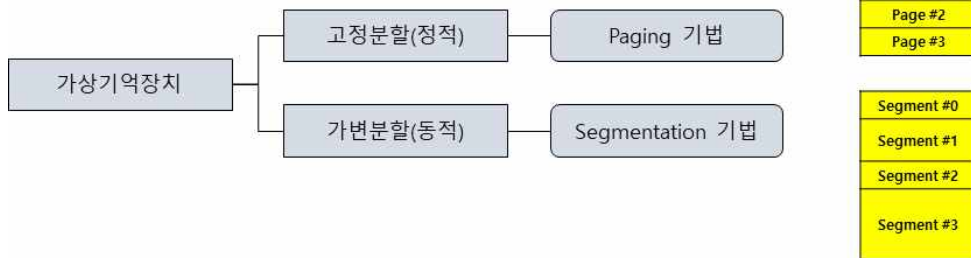 고정분할(정적)
Paging 기법
가상기억장치
가변분할(동적)
Segmentation 기법
Page #2
Page #3
Segment #0
Segment #1
Segment #2
Segment #3